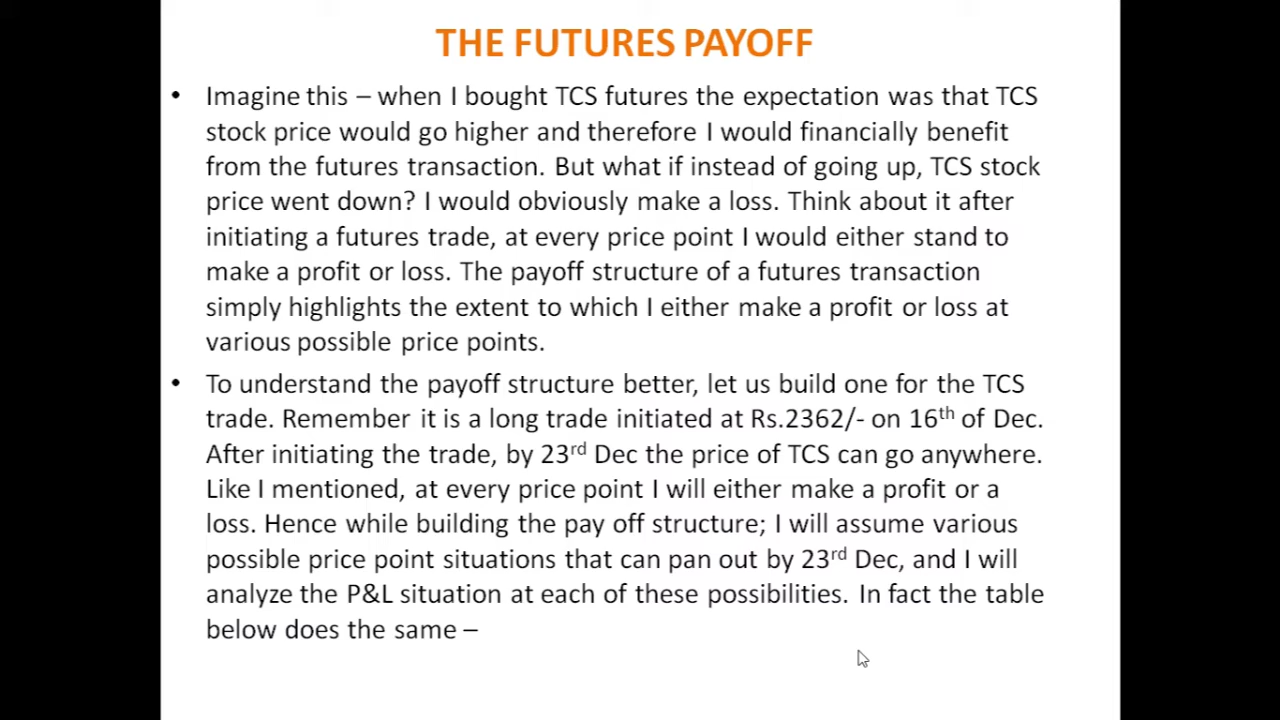 THE FUTURES PAYOFF
• Imagine this – when I bought TCS futures the expectation was that TCS
stock price would go higher and therefore I would financially benefit
from the futures transaction. But what if instead of going up, TCS stock
price went down? I would obviously make a loss. Think about it after
initiating a futures trade, at every price point I would either stand to
make a profit or loss. The payoff structure of a futures transaction
simply highlights the extent to which I either make a profit or loss at
various possible price points.
• To understand the payoff structure better, let us build one for the TCS
trade. Remember it is a long trade initiated at Rs.2362/- on 16th of Dec.
After initiating the trade, by 23rd Dec the price of TCS can go anywhere.
Like I mentioned, at every price point I will either make a profit or a
loss. Hence while building the pay off structure; I will assume various
possible price point situations that can pan out by 23rd Dec, and I will
analyze the P&L situation at each of these possibilities. In fact the table
below does the same –